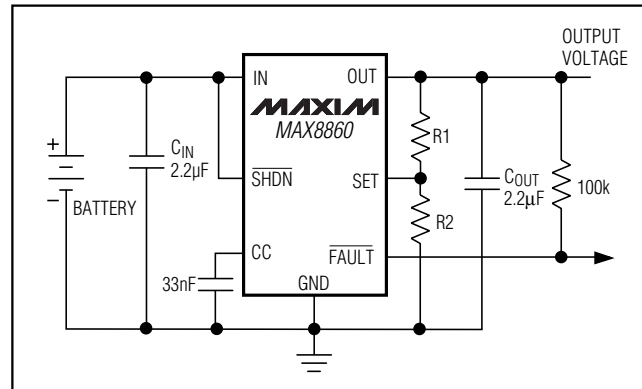 OUTPUT
VOLTAGE
IN
OUT
MAXIM
MAX8860
R1
+
CIN
2.2µF
SHDN
SET
COUT
2.2µF
100k
−
BATTERY
R2
CC
FAULT
33nF
GND